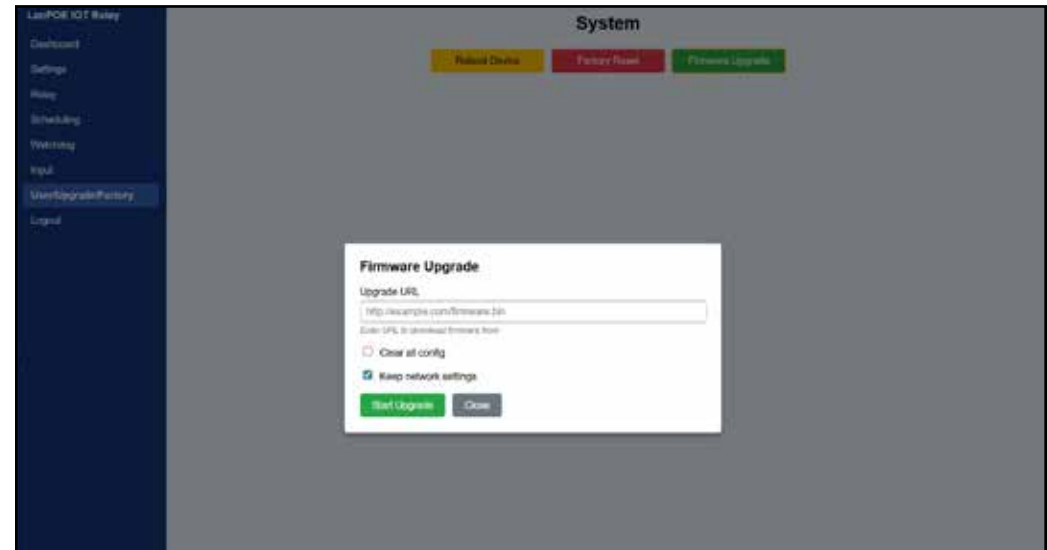 LanPOE IOT Relay
System
Dashboard
Reboot Device
Factory Reset
Firmware Upgrade
Settings
Relay
Scheduling
Watchdog
Input
User/Upgrade/Factory
Logout
Firmware Upgrade
Upgrade URL
http://example.com/firmware.bin
Enter URL to download firmware from
Clear all config
Keep network settings
Start Upgrade
Close